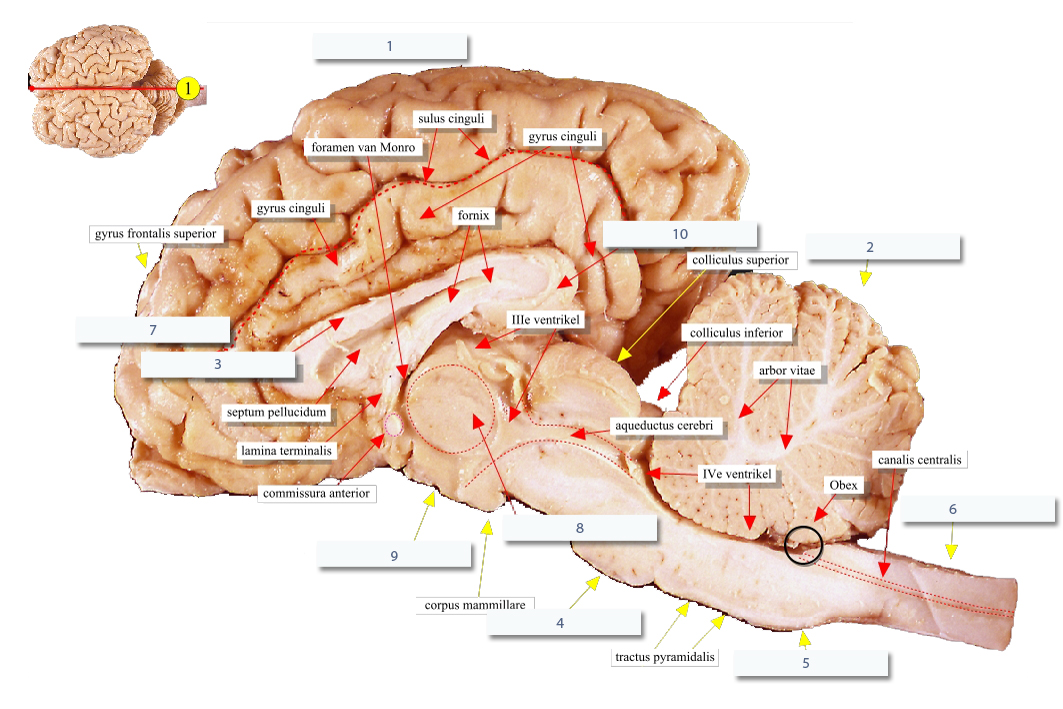 1
1
sulus cinguli
foramen van Monro
gyrus cinguli
gyrus cinguli
fornix
gyrus frontalis superior
10
2
colliculus superior
7
IIIe ventrikel
colliculus inferior
3
arbor vitae
septum pellucidum
aqueductus cerebri
lamina terminalis
canalis centralis
IVe ventrikel
commissura anterior
Obex
6
8
9
corpus mammillare
4
tractus pyramidalis
5